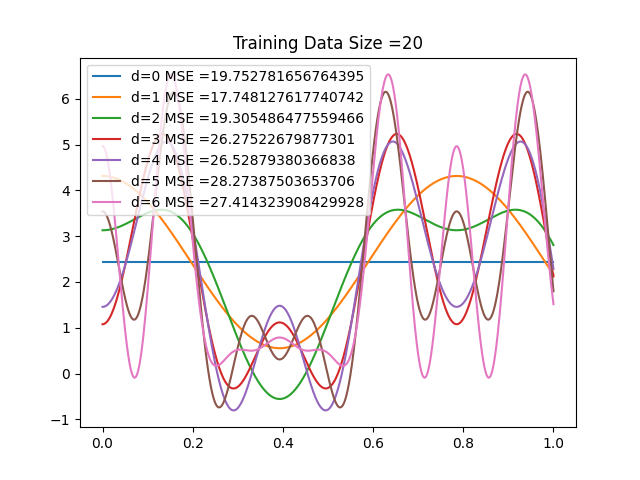 Training Data Size =20
d=0 MSE =19.752781656764395
d=1 MSE =17.748127617740742
d=2 MSE =19.305486477559466
d=3 MSE =26.27522679877301
d=4 MSE =26.52879380366838
d=5 MSE =28.27387503653706
d=6 MSE =27.414323908429928
6
5
4
3
2
1
0
−1
0.0 0.2 0.4 0.6 0.8 1.0